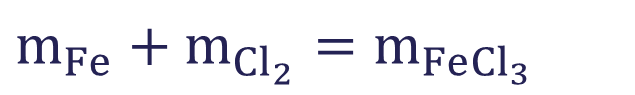 m_Fe + m_Cl₂ = m_FeCl₃